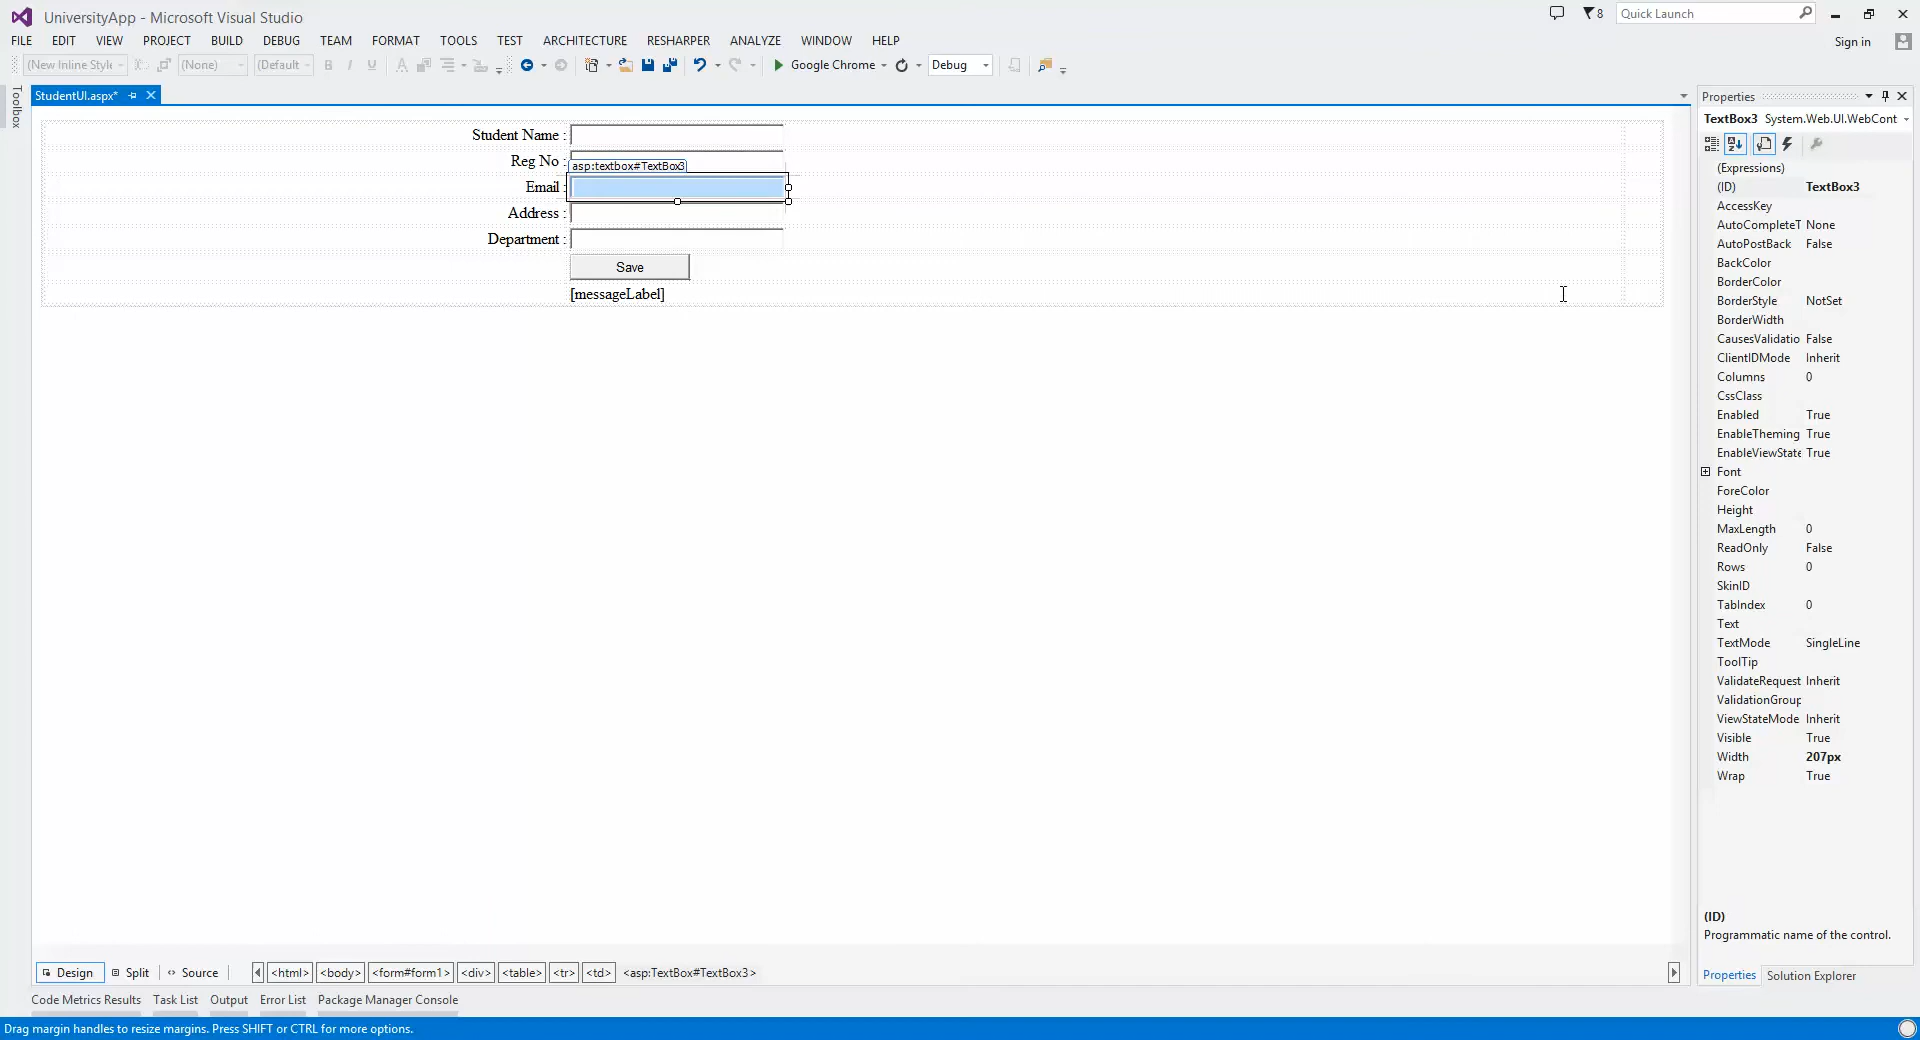 UniversityApp - Microsoft Visual Studio
8
Quick Launch
FILE EDIT VIEW PROJECT BUILD DEBUG TEAM FORMAT TOOLS TEST ARCHITECTURE RESHARPER ANALYZE WINDOW HELP
Sign in
(New Inline Style (None) (Default B I U A Google Chrome Debug
Toolbox
StudentUI.aspx*
Student Name :
Reg No :
asp:textbox#TextBox3
Email :
Address :
Department :
Save
[messageLabel]
Properties
TextBox3 System.Web.UI.WebCont
(Expressions)
(ID) TextBox3
AccessKey
AutoCompleteT None
AutoPostBack False
BackColor
BorderColor
BorderStyle NotSet
BorderWidth
CausesValidatio False
ClientIDMode Inherit
Columns 0
CssClass
Enabled True
EnableTheming True
EnableViewState True
Font
ForeColor
Height
MaxLength 0
ReadOnly False
Rows 0
SkinID
TabIndex 0
Text
TextMode SingleLine
ToolTip
ValidateRequest Inherit
ValidationGroup
ViewStateMode Inherit
Visible True
Width 207px
Wrap True
(ID)
Programmatic name of the control.
Properties Solution Explorer
Design Split Source <html> <body> <form#form1> <div> <table> <tr> <td> <asp:TextBox#TextBox3>
Code Metrics Results Task List Output Error List Package Manager Console
Drag margin handles to resize margins. Press SHIFT or CTRL for more options.